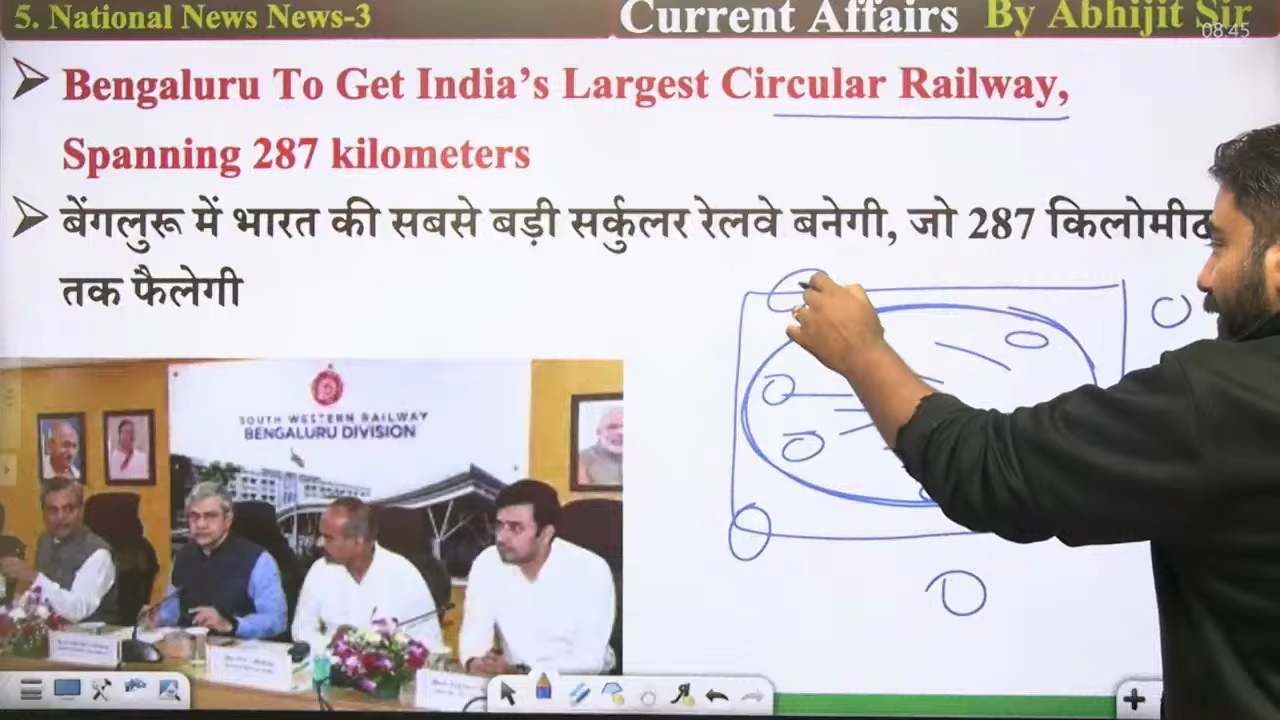 5. National News News-3
Current Affairs
By Abhijit Sir
08:45
Bengaluru To Get India's Largest Circular Railway,
Spanning 287 kilometers
बेंगलुरू में भारत की सबसे बड़ी सर्कुलर रेलवे बनेगी, जो 287
तक फैलेगी
SOUTH WESTERN RAILWAY
BENGALURU DIVISION